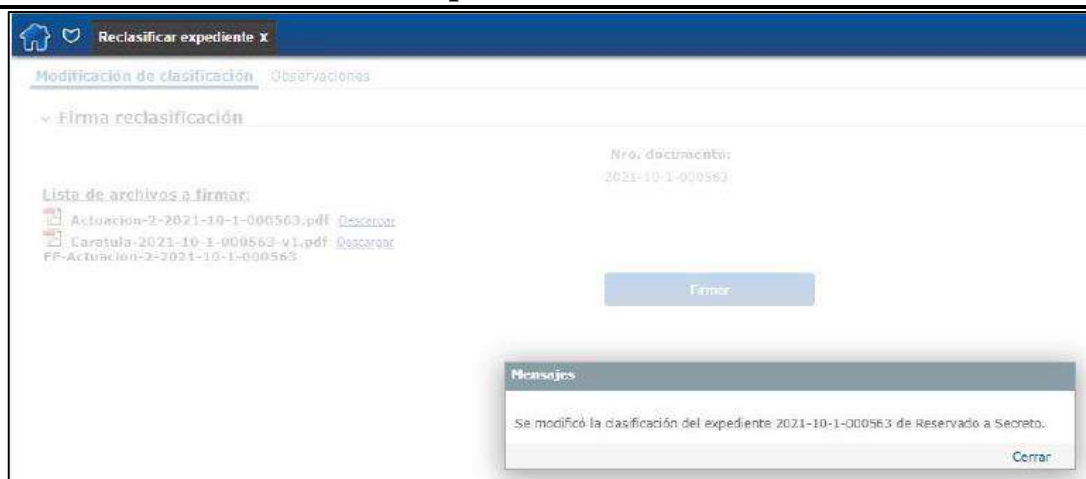 Reclasificar expediente x
Modificación de clasificación Observaciones
Firma reclasificación
Nro. documento:
2021-10-1-000563
Lista de archivos a firmar:
Actuacion-2-2021-10-1-000563.pdf Descargar
Caratula-2021-10-1-000563-v1.pdf Descargar
FF-Actuacion-2-2021-10-1-000563
Firmar
Mensajes
Se modificó la clasificación del expediente 2021-10-1-000563 de Reservado a Secreto.
Cerrar